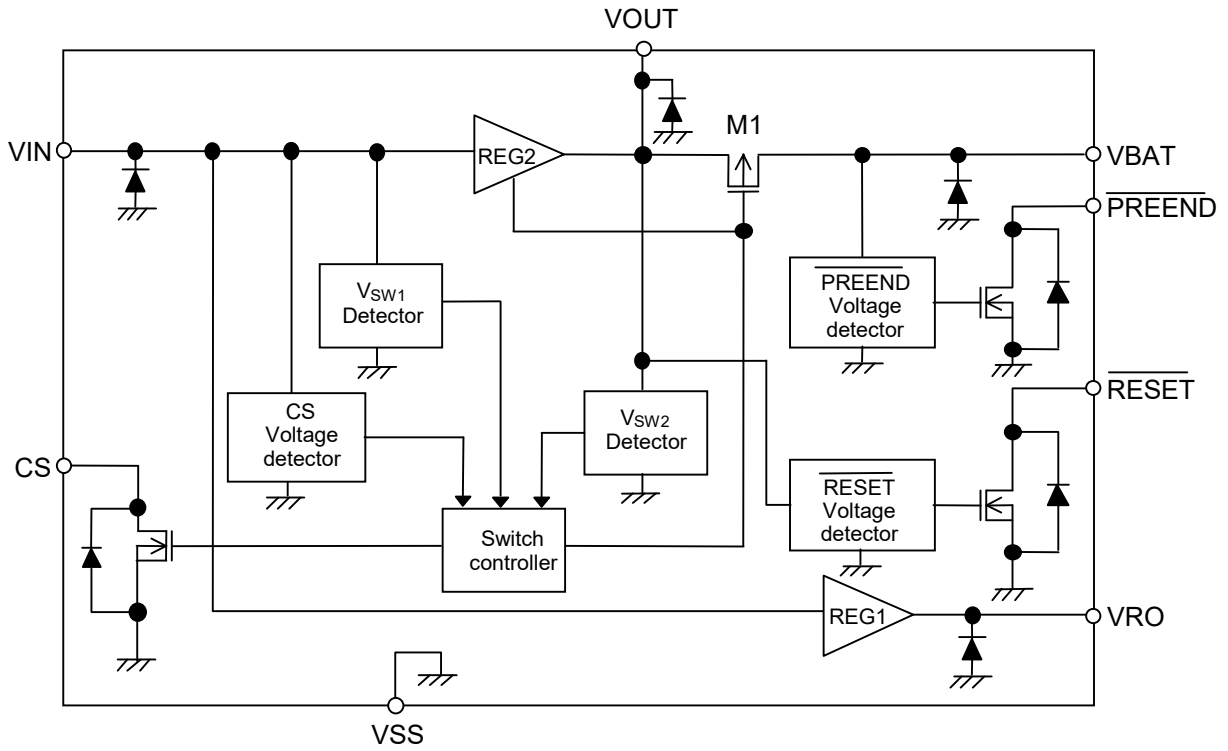 VOUT
M1
VIN
REG2
VBAT
PREEND
VSW1
Detector
PREEND
Voltage
detector
RESET
CS
Voltage
detector
VSW2
Detector
CS
RESET
Voltage
detector
Switch
controller
REG1
VRO
VSS